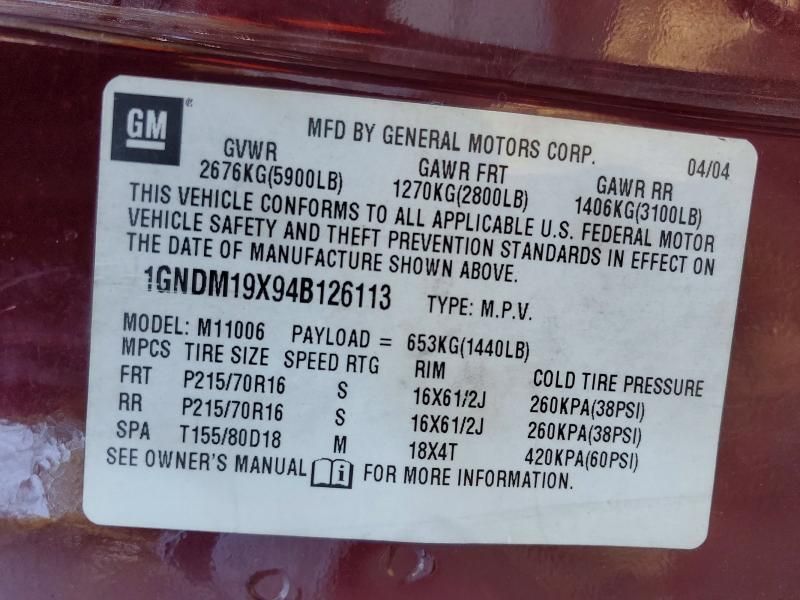 GM
MFD BY GENERAL MOTORS CORP. 04/04
GVWR GAWR FRT GAWR RR
2676KG(5900LB) 1270KG(2800LB) 1406KG(3100LB)
THIS VEHICLE CONFORMS TO ALL APPLICABLE U.S. FEDERAL MOTOR
VEHICLE SAFETY AND THEFT PREVENTION STANDARDS IN EFFECT ON
THE DATE OF MANUFACTURE SHOWN ABOVE.
1GNDM19X94B126113 TYPE: M.P.V.
MODEL: M11006 PAYLOAD = 653KG(1440LB)
MPCS TIRE SIZE SPEED RTG RIM COLD TIRE PRESSURE
FRT P215/70R16 S 16X61/2J 260KPA(38PSI)
RR P215/70R16 S 16X61/2J 260KPA(38PSI)
SPA T155/80D18 M 18X4T 420KPA(60PSI)
SEE OWNER'S MANUAL i FOR MORE INFORMATION.